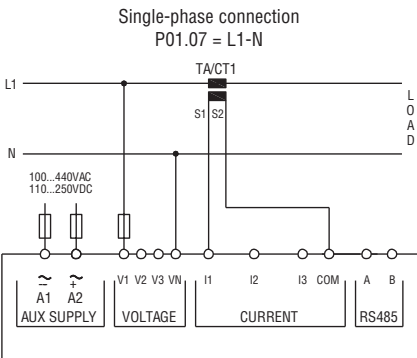 Single-phase connection
P01.07 = L1-N
TA/CT1
L1
S1 S2
LOAD
N
100...440VAC
110...250VDC
~ ~
– +
V1 V2 V3 VN I1 I2 I3 COM A B
A1 A2
AUX SUPPLY VOLTAGE CURRENT RS485